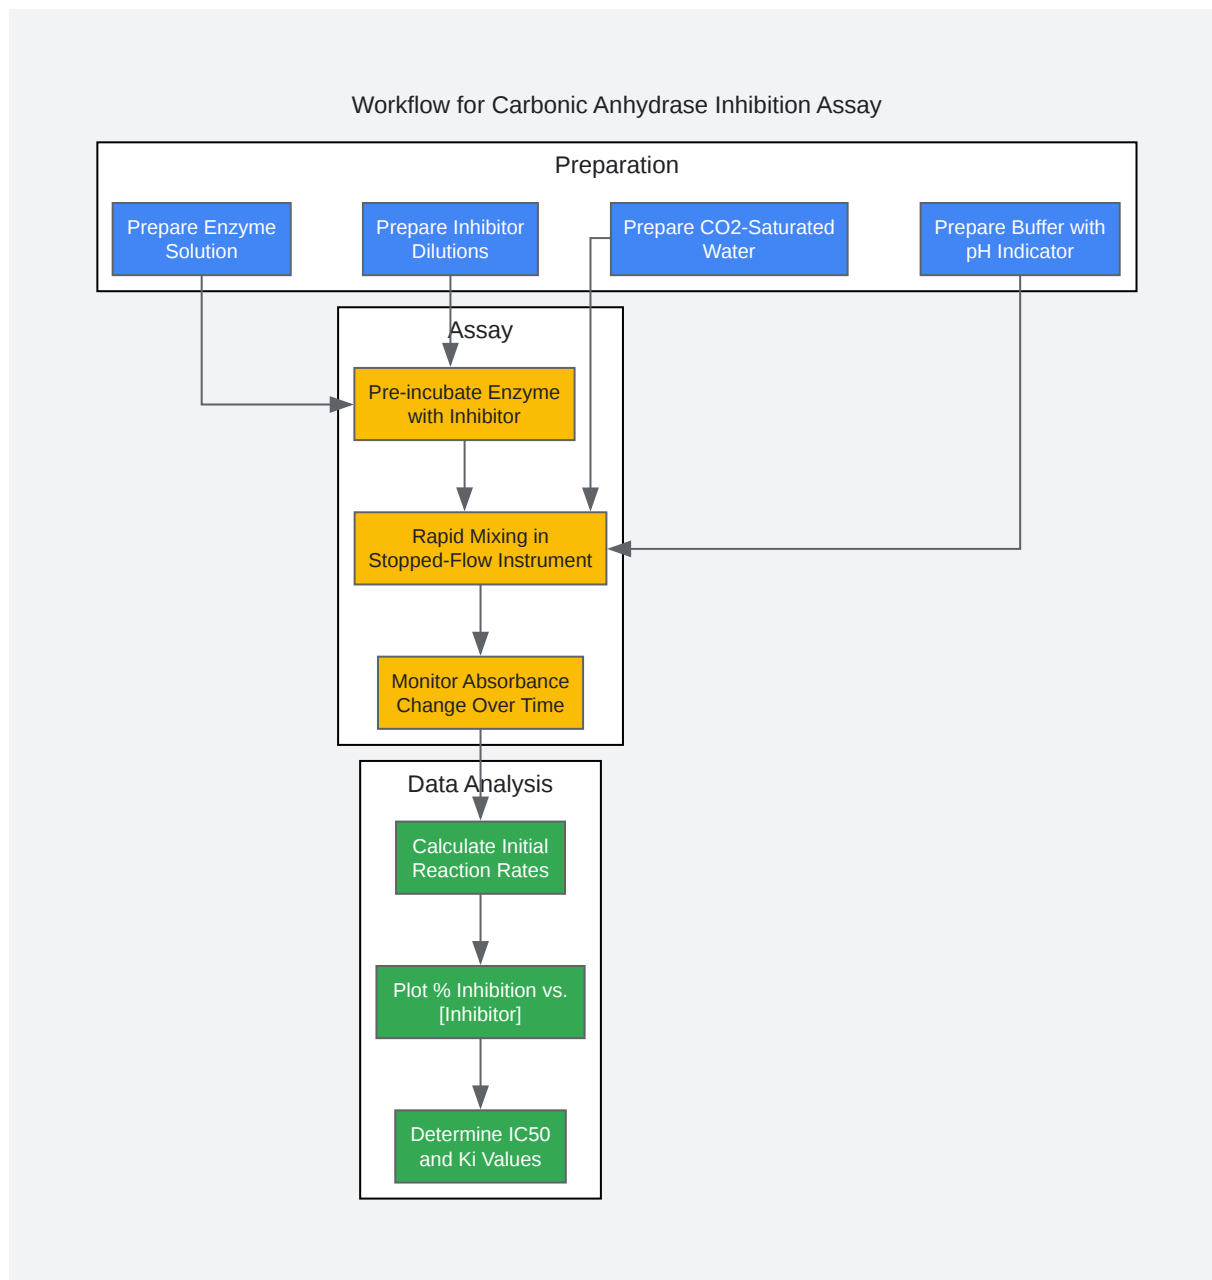 Workflow for Carbonic Anhydrase Inhibition Assay
Preparation
Prepare Enzyme
Solution
Prepare Inhibitor
Dilutions
Prepare CO2-Saturated
Water
Prepare Buffer with
pH Indicator
Assay
Pre-incubate Enzyme
with Inhibitor
Rapid Mixing in
Stopped-Flow Instrument
Monitor Absorbance
Change Over Time
Data Analysis
Calculate Initial
Reaction Rates
Plot % Inhibition vs.
[Inhibitor]
Determine IC50
and Ki Values